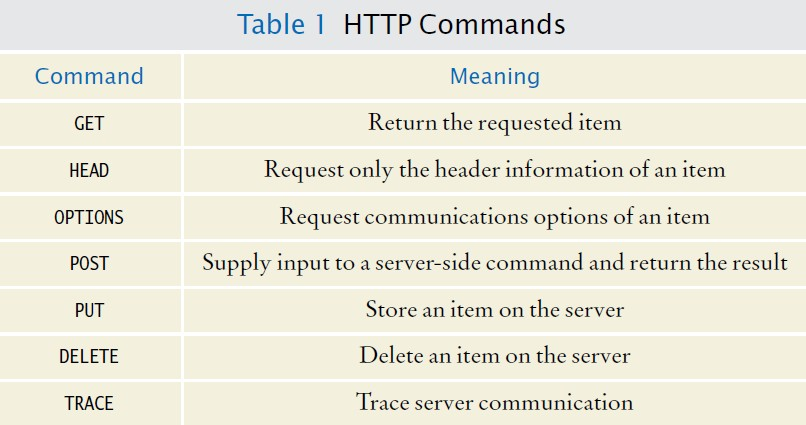 Table 1 HTTP Commands
Command Meaning
GET Return the requested item
HEAD Request only the header information of an item
OPTIONS Request communications options of an item
POST Supply input to a server-side command and return the result
PUT Store an item on the server
DELETE Delete an item on the server
TRACE Trace server communication